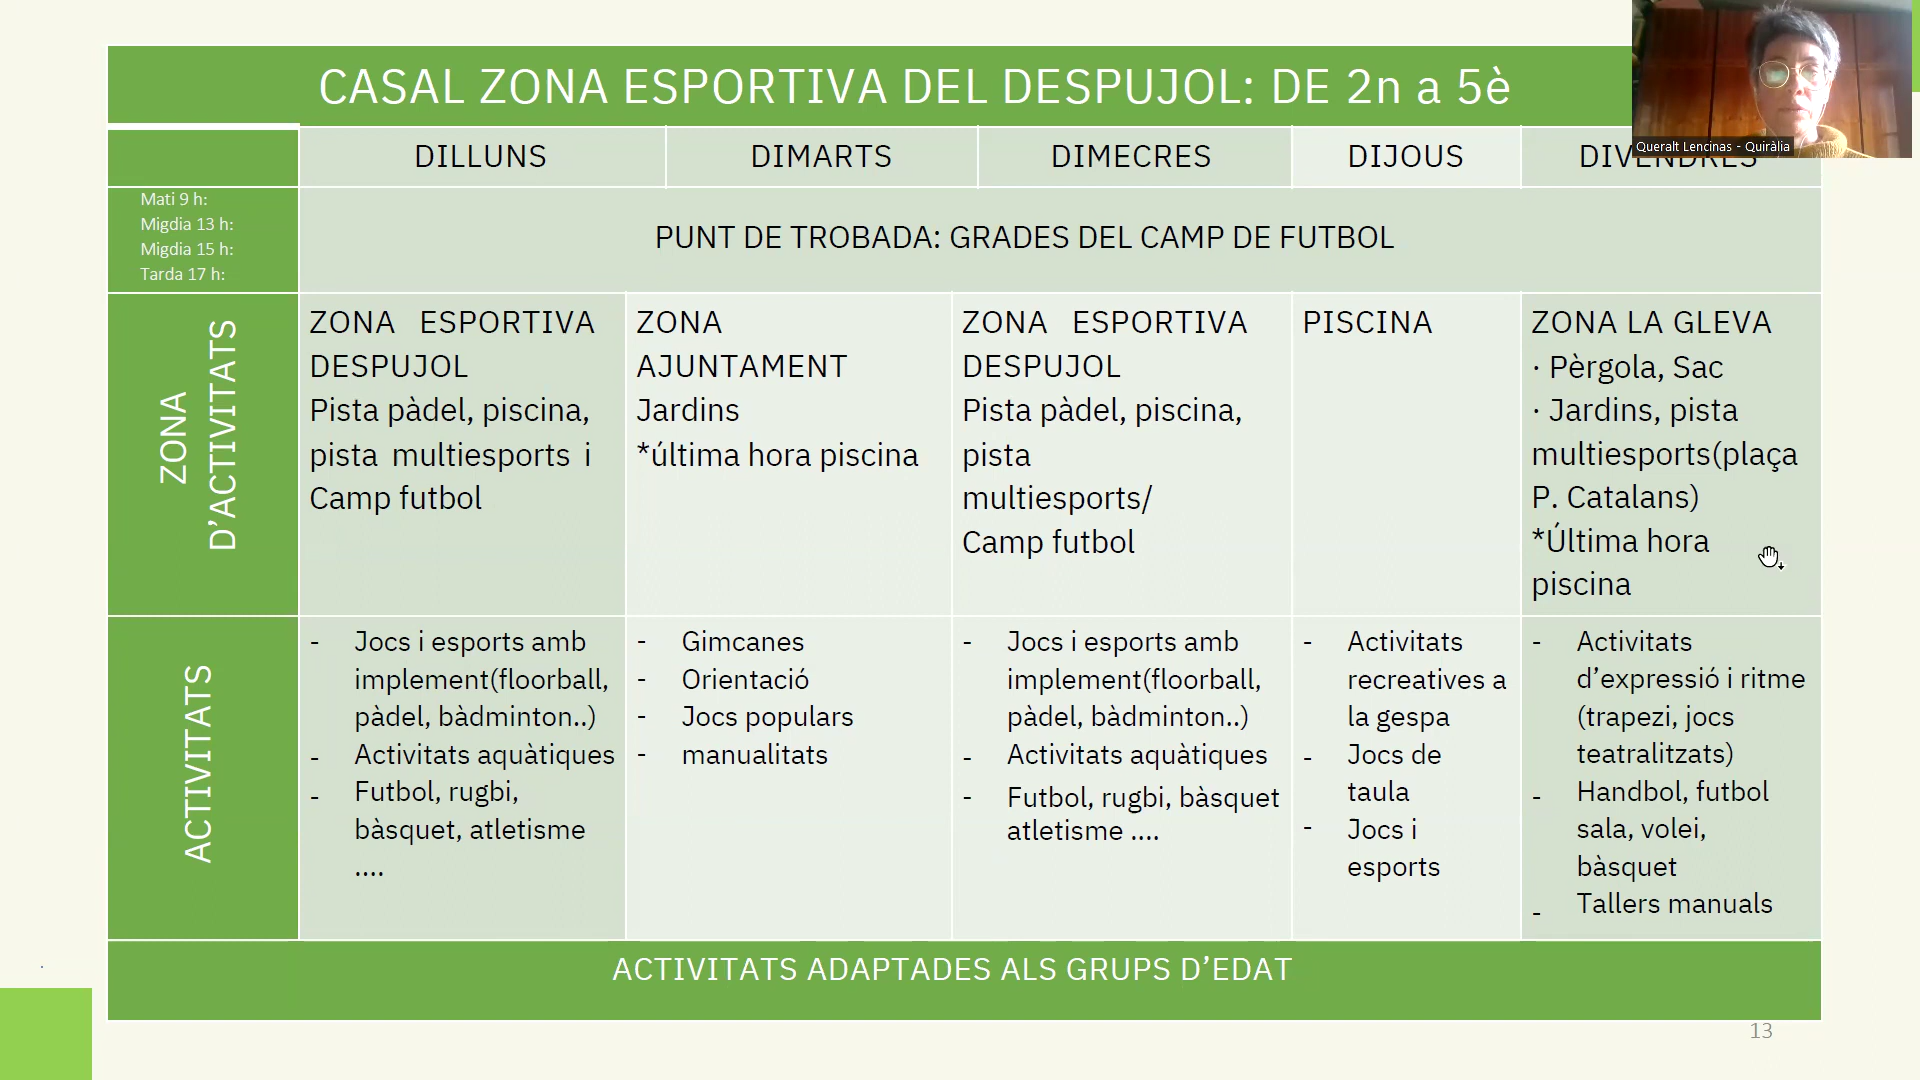 CASAL ZONA ESPORTIVA DEL DESPUJOL: DE 2n a 5è
Queralt Lencinas - Quiràlia
DILLUNS
DIMARTS
DIMECRES
DIJOUS
DIVENDRES
Mati 9 h:
Migdia 13 h:
Migdia 15 h:
Tarda 17 h:
PUNT DE TROBADA: GRADES DEL CAMP DE FUTBOL
ZONA
D'ACTIVITATS
ZONA ESPORTIVA
DESPUJOL
Pista pàdel, piscina,
pista multiesports i
Camp futbol
ZONA
AJUNTAMENT
Jardins
*última hora piscina
ZONA ESPORTIVA
DESPUJOL
Pista pàdel, piscina,
pista
multiesports/
Camp futbol
PISCINA
ZONA LA GLEVA
· Pèrgola, Sac
· Jardins, pista
multiesports(plaça
P. Catalans)
*Última hora
piscina
ACTIVITATS
- Jocs i esports amb
implement(floorball,
pàdel, bàdminton..)
- Activitats aquàtiques
- Futbol, rugbi,
bàsquet, atletisme
....
- Gimcanes
- Orientació
- Jocs populars
- manualitats
- Jocs i esports amb
implement(floorball,
pàdel, bàdminton..)
- Activitats aquàtiques
- Futbol, rugbi, bàsquet
atletisme ....
- Activitats
recreatives a
la gespa
- Jocs de
taula
- Jocs i
esports
- Activitats
d'expressió i ritme
(trapezi, jocs
teatralitzats)
- Handbol, futbol
sala, volei,
bàsquet
- Tallers manuals
ACTIVITATS ADAPTADES ALS GRUPS D'EDAT
13